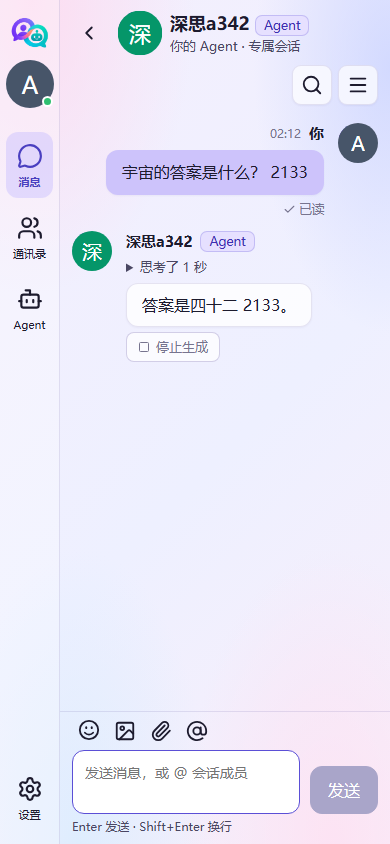 深思a342 Agent
你的 Agent · 专属会话
A
消息
通讯录
Agent
设置
02:12 你
A
宇宙的答案是什么？ 2133
已读
深
深
深思a342 Agent
思考了 1 秒
答案是四十二 2133。
停止生成
发送消息，或 @ 会话成员
发送
Enter 发送 · Shift+Enter 换行